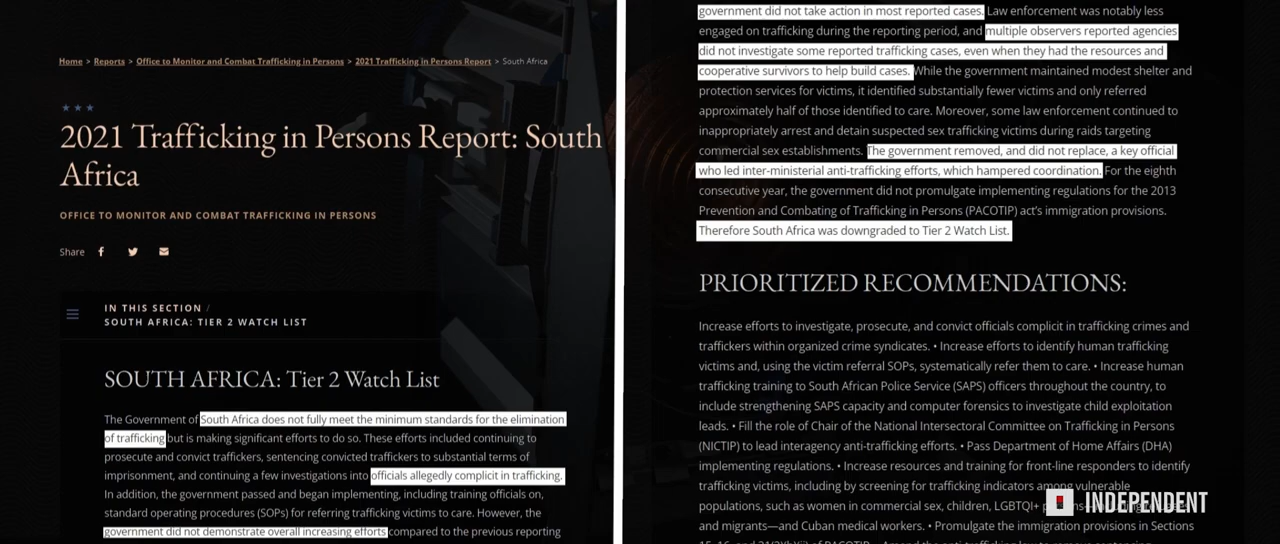 Home > Reports > Office to Monitor and Combat Trafficking in Persons > 2021 Trafficking in Persons Report > South Africa
2021 Trafficking in Persons Report: South
Africa
OFFICE TO MONITOR AND COMBAT TRAFFICKING IN PERSONS
Share
IN THIS SECTION /
SOUTH AFRICA: TIER 2 WATCH LIST
SOUTH AFRICA: Tier 2 Watch List
The Government of South Africa does not fully meet the minimum standards for the elimination
of trafficking but is making significant efforts to do so. These efforts included continuing to
prosecute and convict traffickers, sentencing convicted traffickers to substantial terms of
imprisonment, and continuing a few investigations into officials allegedly complicit in trafficking.
In addition, the government passed and began implementing, including training officials on,
standard operating procedures (SOPs) for referring trafficking victims to care. However, the
government did not demonstrate overall increasing efforts compared to the previous reporting
government did not take action in most reported cases. Law enforcement was notably less
engaged on trafficking during the reporting period, and multiple observers reported agencies
did not investigate some reported trafficking cases, even when they had the resources and
cooperative survivors to help build cases. While the government maintained modest shelter and
protection services for victims, it identified substantially fewer victims and only referred
approximately half of those identified to care. Moreover, some law enforcement continued to
inappropriately arrest and detain suspected sex trafficking victims during raids targeting
commercial sex establishments. The government removed, and did not replace, a key official
who led inter-ministerial anti-trafficking efforts, which hampered coordination. For the eighth
consecutive year, the government did not promulgate implementing regulations for the 2013
Prevention and Combating of Trafficking in Persons (PACOTIP) act's immigration provisions.
Therefore South Africa was downgraded to Tier 2 Watch List.
PRIORITIZED RECOMMENDATIONS:
Increase efforts to investigate, prosecute, and convict officials complicit in trafficking crimes and
traffickers within organized crime syndicates. • Increase efforts to identify human trafficking
victims and, using the victim referral SOPs, systematically refer them to care. • Increase human
trafficking training to South African Police Service (SAPS) officers throughout the country, to
include strengthening SAPS capacity and computer forensics to investigate child exploitation
leads. • Fill the role of Chair of the National Intersectoral Committee on Trafficking in Persons
(NICTIP) to lead interagency anti-trafficking efforts. • Pass Department of Home Affairs (DHA)
implementing regulations. • Increase resources and training for front-line responders to identify
trafficking victims, including by screening for trafficking indicators among vulnerable
populations, such as women in commercial sex, children, LGBTQI+
INDEPENDENT
and migrants—and Cuban medical workers. • Promulgate the immigration provisions in Sections